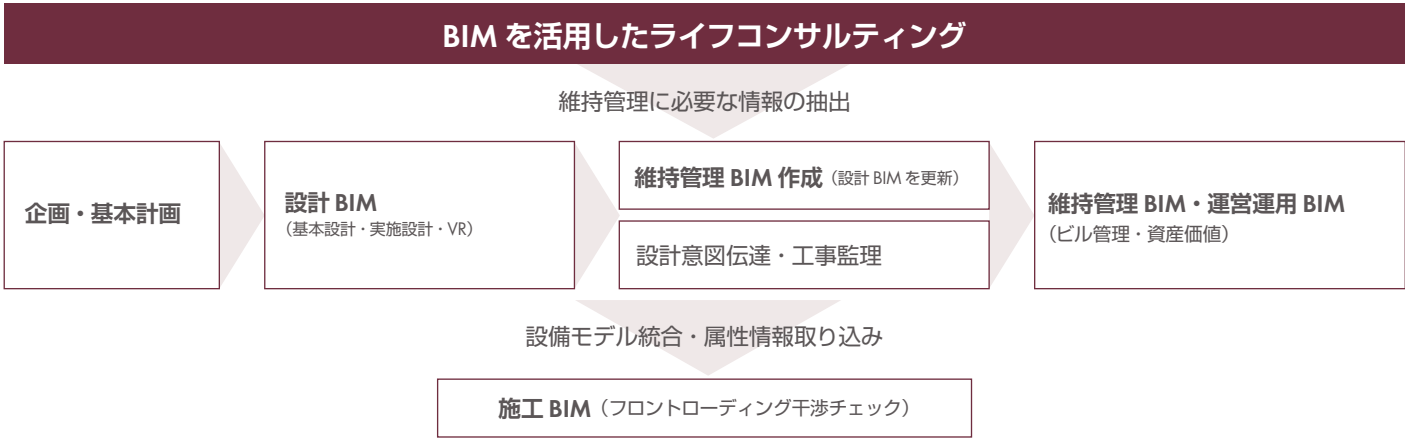 BIM を活用したライフコンサルティング
維持管理に必要な情報の抽出
企画・基本計画
設計 BIM
（基本設計・実施設計・VR）
維持管理 BIM 作成（設計 BIM を更新）
設計意図伝達・工事監理
維持管理 BIM・運営運用 BIM
（ビル管理・資産価値）
設備モデル統合・属性情報取り込み
施工 BIM（フロントローディング干渉チェック）